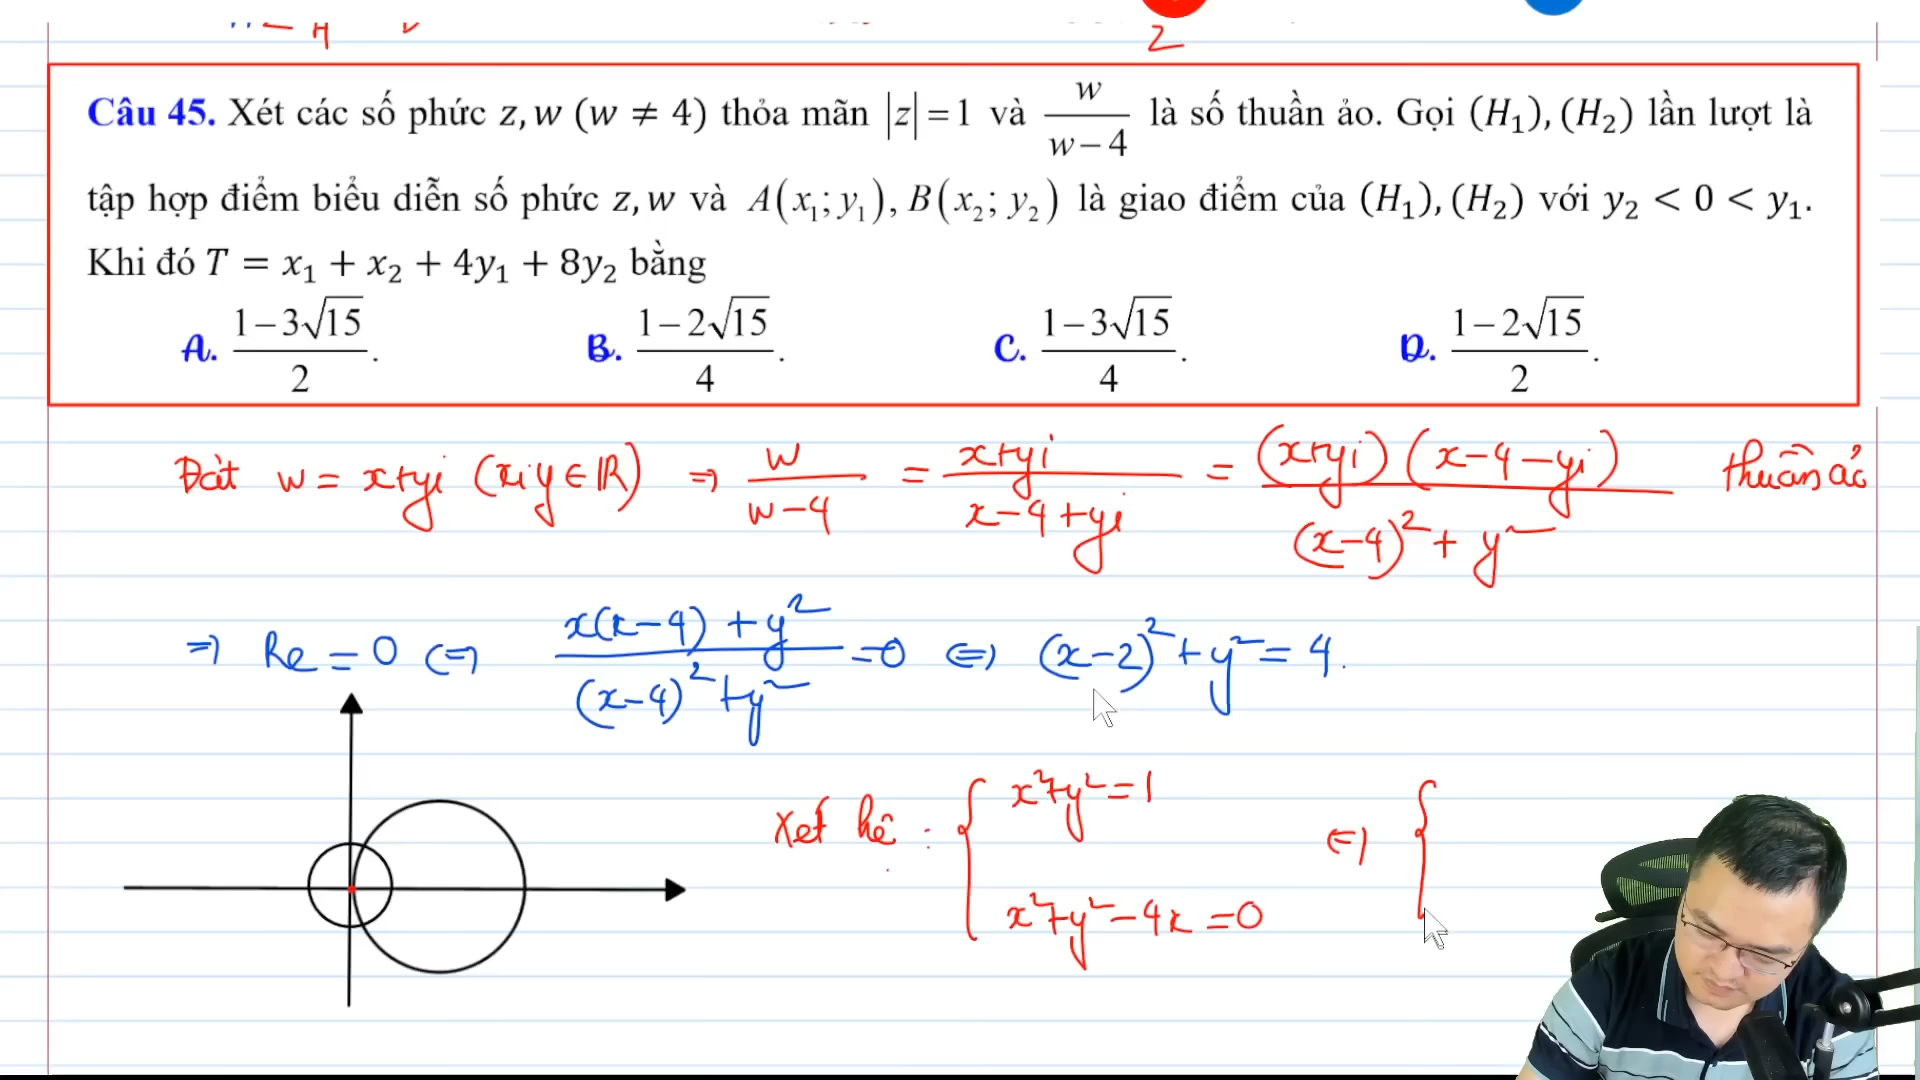 2
Câu 45. Xét các số phức z, w (w ≠ 4) thỏa mãn |z| = 1 và w/(w − 4) là số thuần ảo. Gọi (H₁), (H₂) lần lượt là
tập hợp điểm biểu diễn số phức z, w và A(x₁; y₁), B(x₂; y₂) là giao điểm của (H₁), (H₂) với y₂ < 0 < y₁.
Khi đó T = x₁ + x₂ + 4y₁ + 8y₂ bằng
A. (1 − 3√15)/2. B. (1 − 2√15)/4. C. (1 − 3√15)/4. D. (1 − 2√15)/2.
Đặt w = x+yi (x; y ∈ ℝ) ⇒ w/(w−4) = (x+yi)/(x−4+yi) = (x+yi)(x−4−yi)/((x−4)² + y²) thuần ảo
⇒ Re = 0 ⇔ (x(x−4) + y²)/((x−4)² + y²) = 0 ⇔ (x−2)² + y² = 4.
Xét hệ : { x²+y² = 1 ⇔ {
x²+y² − 4x = 0